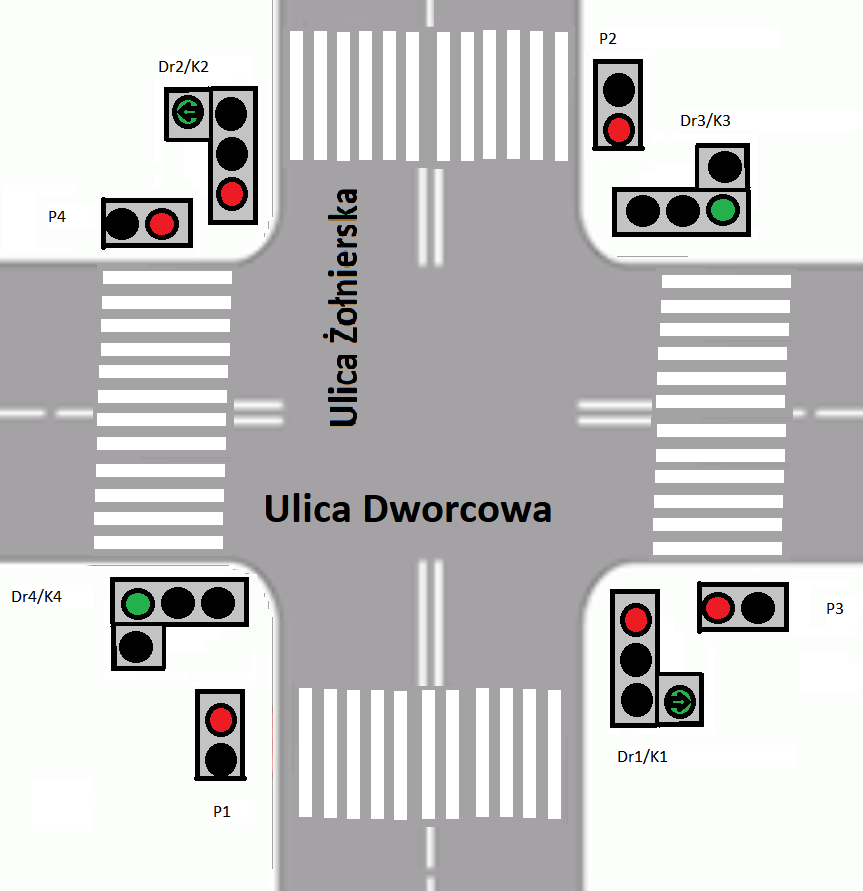 P2
Dr2/K2
Dr3/K3
P4
Ulica Żołnierska
Ulica Dworcowa
Dr4/K4
P3
Dr1/K1
P1